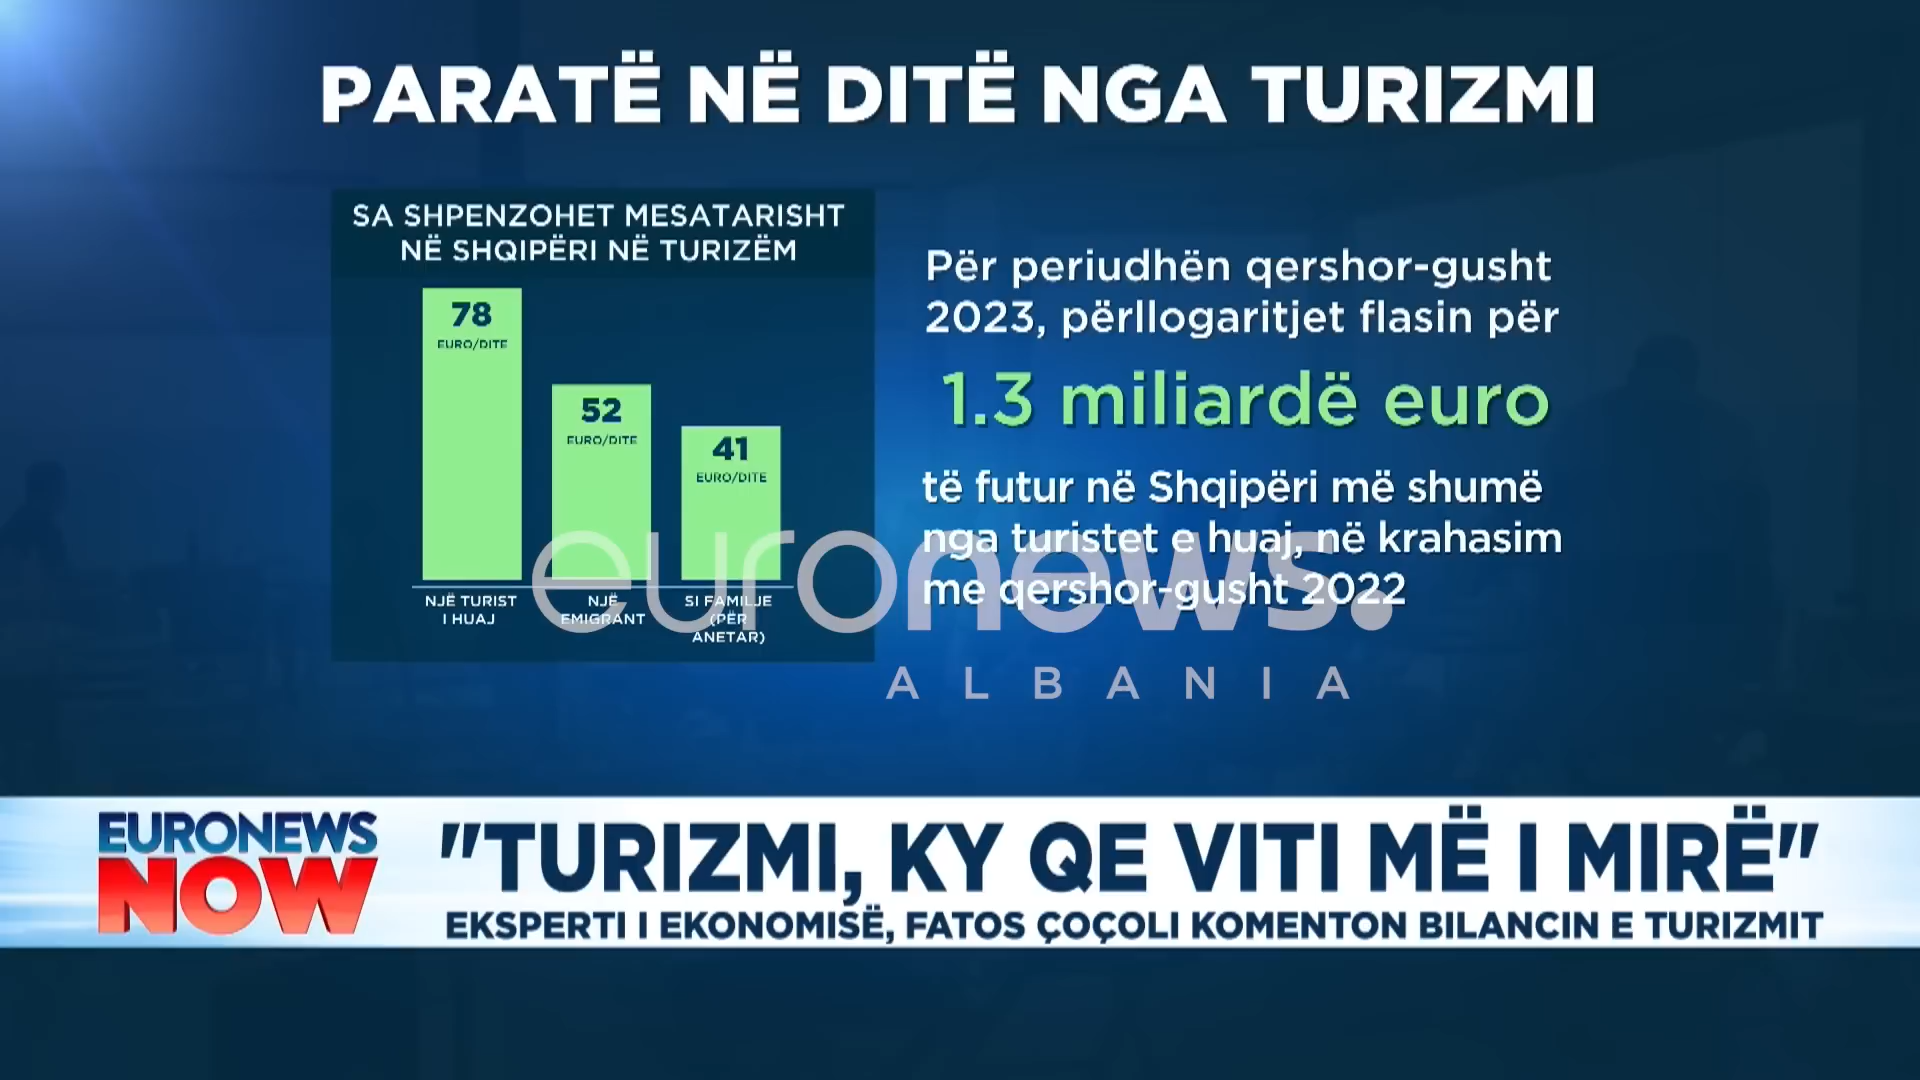 PARATË NË DITË NGA TURIZMI
SA SHPENZOHET MESATARISHT
NË SHQIPËRI NË TURIZËM
78
EURO/DITE
52
EURO/DITE
41
EURO/DITE
NJË TURIST
I HUAJ
NJË
EMIGRANT
SI FAMILJE
(PËR
ANETAR)
Për periudhën qershor-gusht
2023, përllogaritjet flasin për
1.3 miliardë euro
të futur në Shqipëri më shumë
nga turistet e huaj, në krahasim
me qershor-gusht 2022
euronews.
ALBANIA
EURONEWS
NOW
"TURIZMI, KY QE VITI MË I MIRË"
EKSPERTI I EKONOMISË, FATOS ÇOÇOLI KOMENTON BILANCIN E TURIZMIT